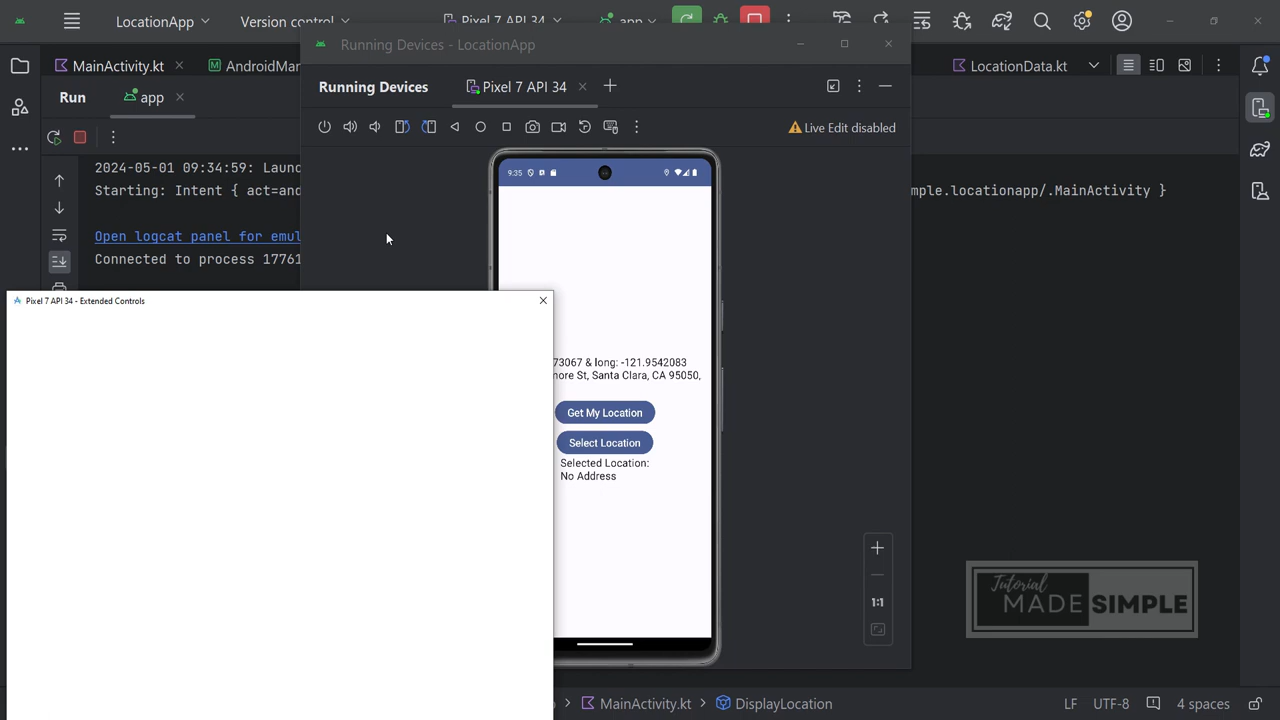 LocationApp
Version control
Pixel 7 API 34
app
Running Devices - LocationApp
MainActivity.kt
LocationData.kt
Running Devices
Pixel 7 API 34
Run
app
Live Edit disabled
2024-05-01 09:34:59: Laun
9:35
Starting: Intent { act=and
mple.locationapp/.MainActivity }
Open logcat panel for emul
Connected to process 17761
Pixel 7 API 34 - Extended Controls
73067 & long: -121.9542083
more St, Santa Clara, CA 95050,
Get My Location
Select Location
Selected Location:
No Address
1:1
Tutorial
MADE SIMPLE
MainActivity.kt
DisplayLocation
LF
UTF-8
4 spaces